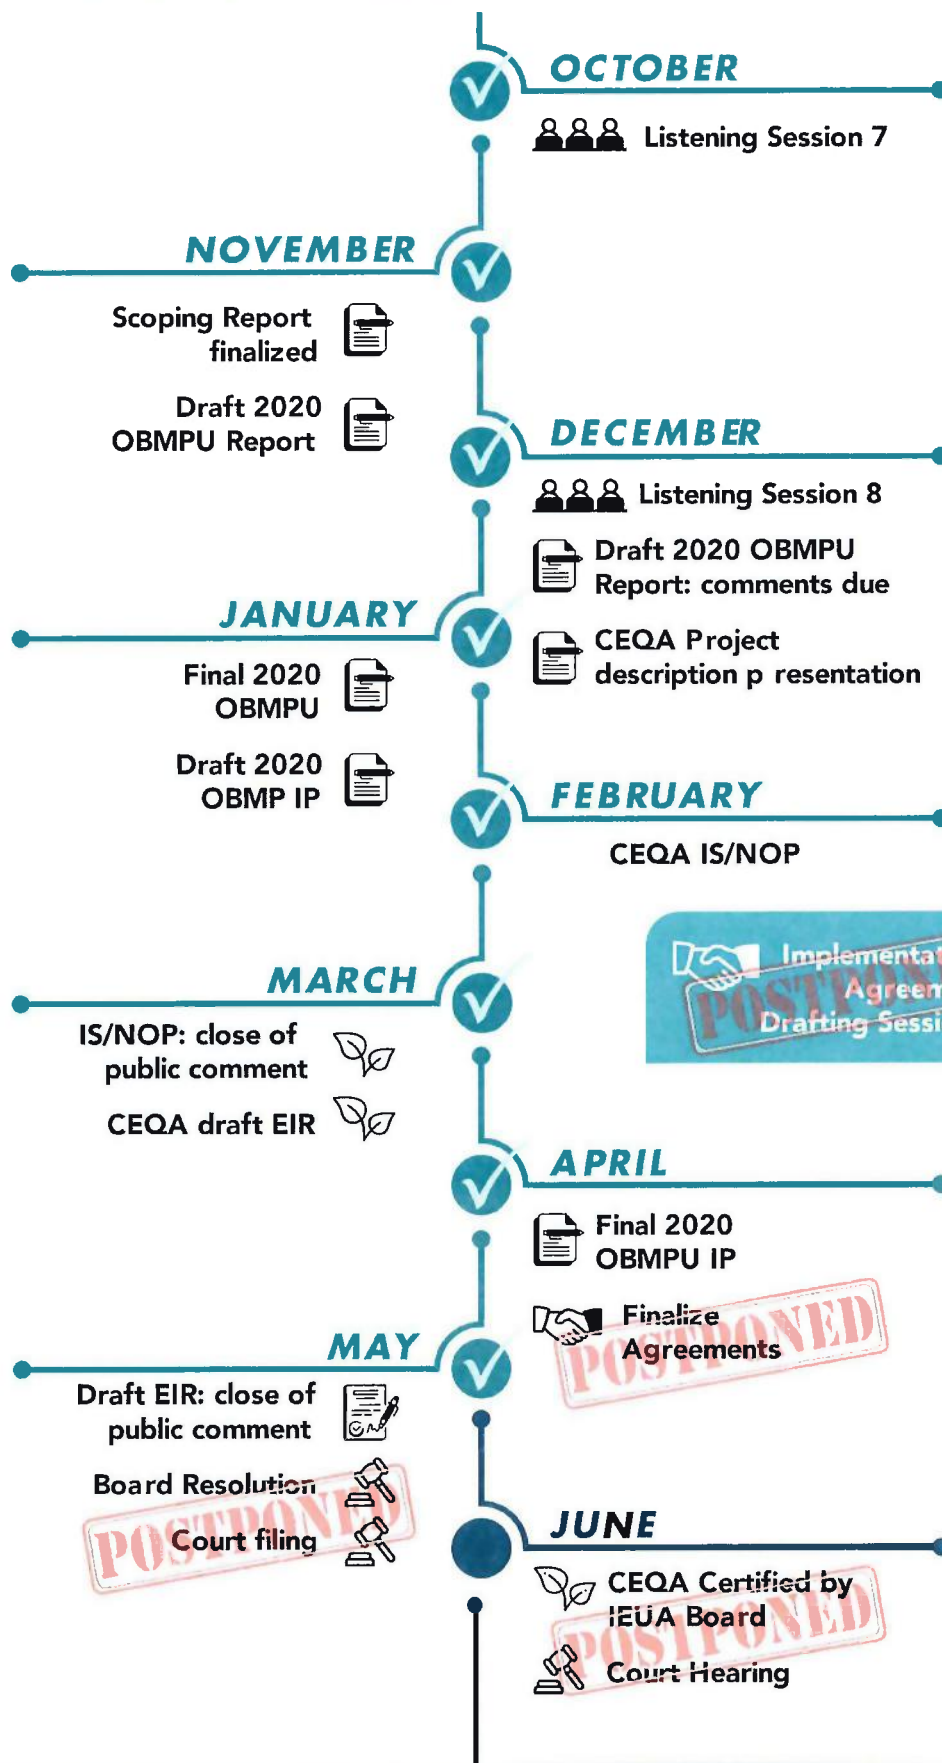 OCTOBER
Listening Session 7
NOVEMBER
Scoping Report
finalized
Draft 2020
OBMPU Report
DECEMBER
Listening Session 8
Draft 2020 OBMPU
Report: comments due
CEQA Project
description p resentation
JANUARY
Final 2020
OBMPU
Draft 2020
OBMP IP
FEBRUARY
CEQA IS/NOP
Implementat
Agreem
Drafting Sessi
POSTPONED
MARCH
IS/NOP: close of
public comment
CEQA draft EIR
APRIL
Final 2020
OBMPU IP
Finalize
Agreements
POSTPONED
MAY
Draft EIR: close of
public comment
Board Resolution
Court filing
POSTPONED
JUNE
CEQA Certified by
IEUA Board
Court Hearing
POSTPONED